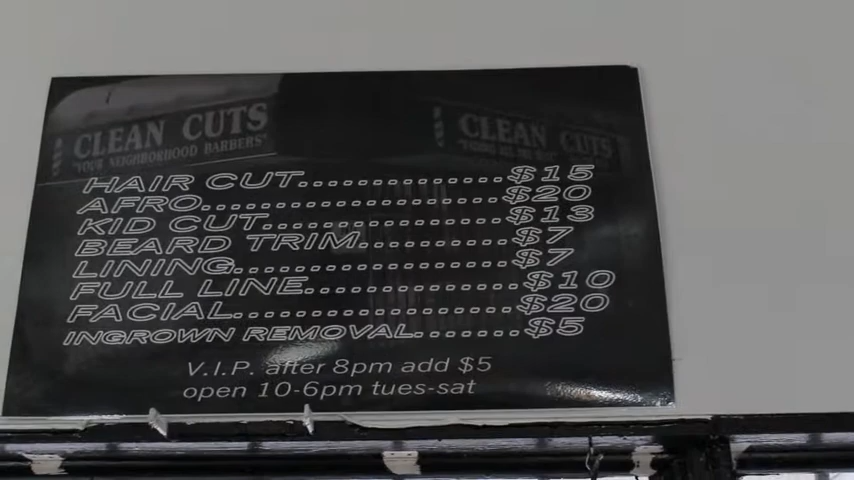 CLEAN CUTS
"YOUR NEIGHBORHOOD BARBERS"
CLEAN CUTS
HAIR CUT..................$15
AFRO...........................$20
KID CUT.....................$13
BEARD TRIM............$7
LINING.......................$7
FULL LINE.................$10
FACIAL.......................$20
INGROWN REMOVAL......$5
V.I.P. after 8pm add $5
open 10-6pm tues-sat